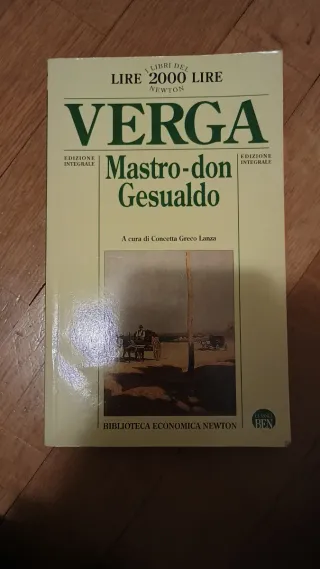 I LIBRI DEL
LIRE 2000 LIRE
NEWTON
VERGA
EDIZIONE
INTEGRALE
Mastro-don
Gesualdo
EDIZIONE
INTEGRALE
A cura di Concetta Greco Lanza
BIBLIOTECA ECONOMICA NEWTON
BEN